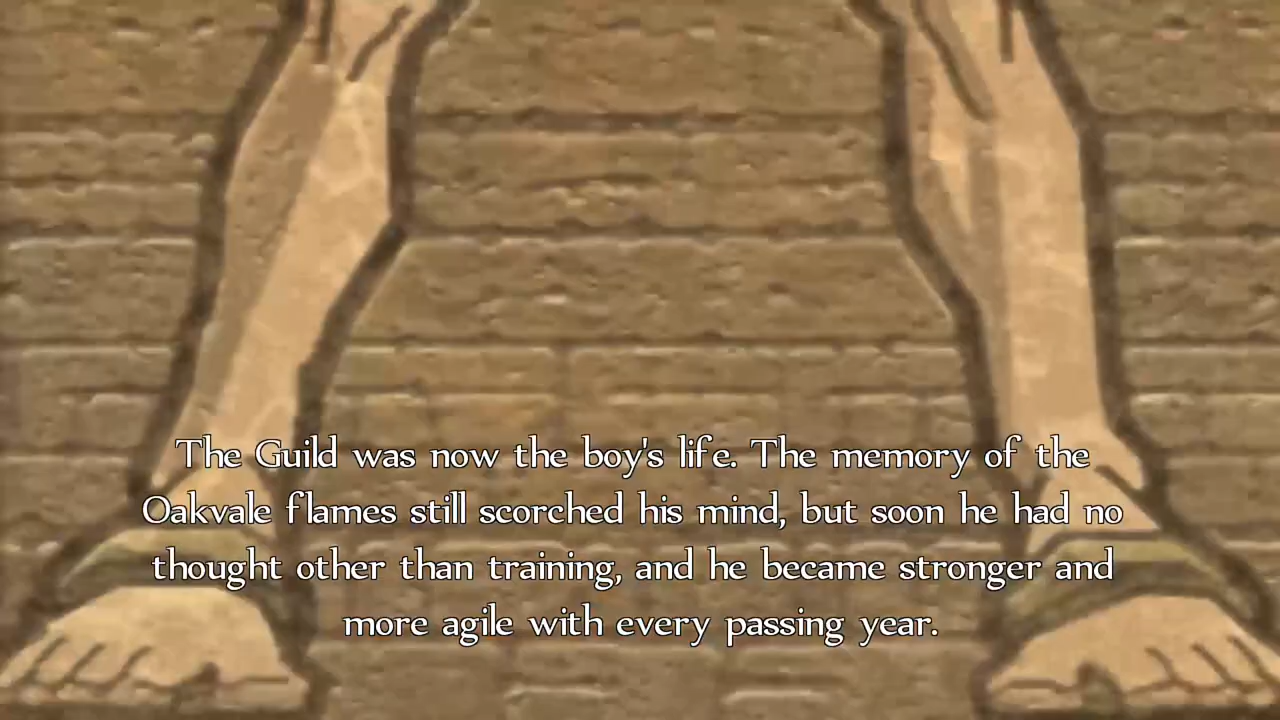 The Guild was now the boy's life. The memory of the
Oakvale flames still scorched his mind, but soon he had no
thought other than training, and he became stronger and
more agile with every passing year.